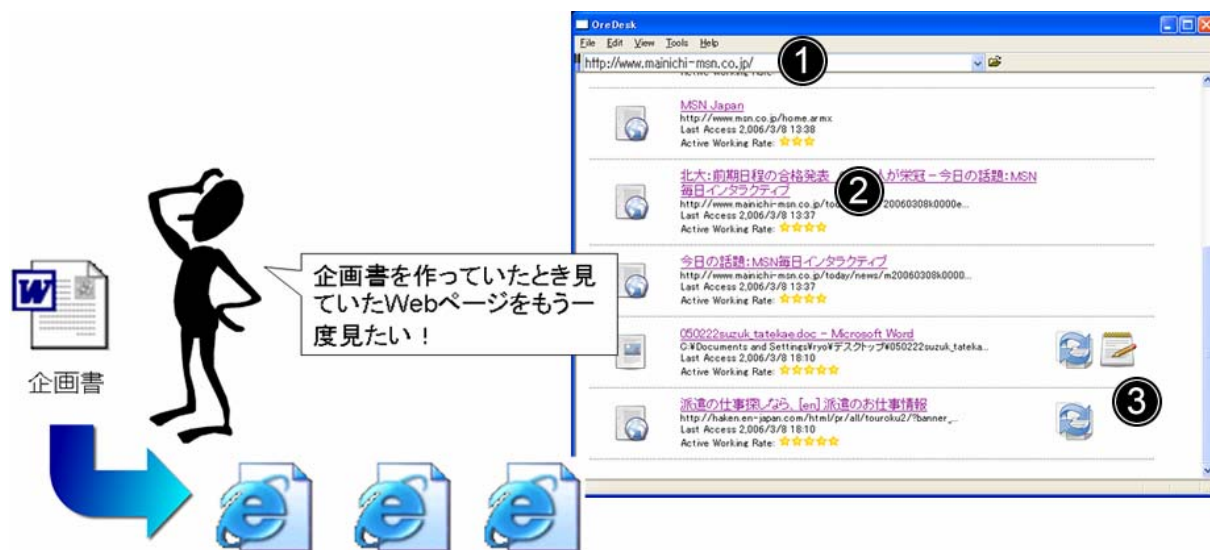 企画書
企画書を作っていたとき見
ていたWebページをもう一
度見たい！
OreDesk
File Edit View Tools Help
http://www.mainichi-msn.co.jp/
1
MSN Japan
http://www.msn.co.jp/home.armx
Last Access 2,006/3/8 13:38
Active Working Rate:
北大:前期日程の合格発表 人が栄冠－今日の話題:MSN
毎日インタラクティブ
2
http://www.mainichi-msn.co.jp/to 20060308k0000e...
Last Access 2,006/3/8 13:37
Active Working Rate:
今日の話題:MSN毎日インタラクティブ
http://www.mainichi-msn.co.jp/today/news/m20060308k0000...
Last Access 2,006/3/8 13:37
Active Working Rate:
050222suzuk_tatekae.doc - Microsoft Word
C:¥Documents and Settings¥ryo¥デスクトップ¥050222suzuk_tateka...
Last Access 2,006/3/8 18:10
Active Working Rate:
3
派遣の仕事探しなら、[en]派遣のお仕事情報
http://haken.en-japan.com/html/pr/all/touroku2/?banner_...
Last Access 2,006/3/8 18:10
Active Working Rate: